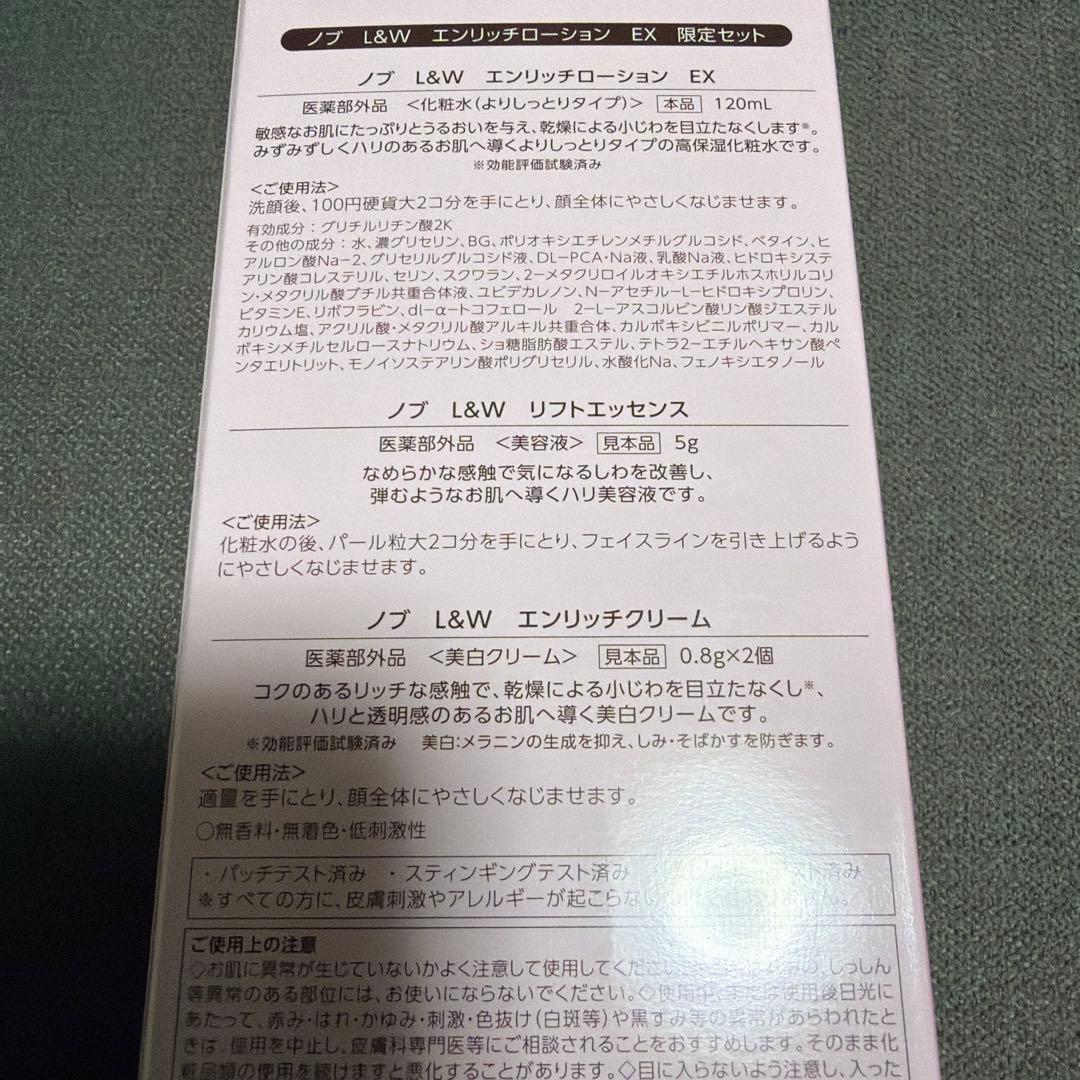 ノブ L&W エンリッチローション EX 限定セット
ノブ L&W エンリッチローション EX
医薬部外品 <化粧水(よりしっとりタイプ)> 本品 120mL
敏感なお肌にたっぷりとうるおいを与え、乾燥による小じわを目立たなくします※。
みずみずしくハリのあるお肌へ導くよりしっとりタイプの高保湿化粧水です。
※効能評価試験済み
<ご使用法>
洗顔後、100円硬貨大2コ分を手にとり、顔全体にやさしくなじませます。
有効成分:グリチルリチン酸2K
その他の成分:水、濃グリセリン、BG、ポリオキシエチレンメチルグルコシド、ベタイン、ヒ
アルロン酸Na-2、グリセリルグルコシド液、DL-PCA・Na液、乳酸Na液、ヒドロキシステ
アリン酸コレステリル、セリン、スクワラン、2-メタクリロイルオキシエチルホスホリルコリ
ン・メタクリル酸ブチル共重合体液、ユビデカレノン、N-アセチル-L-ヒドロキシプロリン、
ビタミンE、リボフラビン、dl-α-トコフェロール 2-L-アスコルビン酸リン酸ジエステル
カリウム塩、アクリル酸・メタクリル酸アルキル共重合体、カルボキシビニルポリマー、カル
ボキシメチルセルロースナトリウム、ショ糖脂肪酸エステル、テトラ2-エチルヘキサン酸ペ
ンタエリトリット、モノイソステアリン酸ポリグリセリル、水酸化Na、フェノキシエタノール
ノブ L&W リフトエッセンス
医薬部外品 <美容液> 見本品 5g
なめらかな感触で気になるしわを改善し、
弾むようなお肌へ導くハリ美容液です。
<ご使用法>
化粧水の後、パール粒大2コ分を手にとり、フェイスラインを引き上げるよう
にやさしくなじませます。
ノブ L&W エンリッチクリーム
医薬部外品 <美白クリーム> 見本品 0.8g×2個
コクのあるリッチな感触で、乾燥による小じわを目立たなくし※、
ハリと透明感のあるお肌へ導く美白クリームです。
※効能評価試験済み 美白:メラニンの生成を抑え、しみ・そばかすを防ぎます。
<ご使用法>
適量を手にとり、顔全体にやさしくなじませます。
○無香料・無着色・低刺激性
・パッチテスト済み ・スティンギングテスト済み スト済み
※すべての方に、皮膚刺激やアレルギーが起こらない
ご使用上の注意
◇お肌に異常が生じていないかよく注意して使用してください しっしん
等異常のある部位には、お使いにならないでください。◇使用中、または使用後日光に
あたって、赤み・はれ・かゆみ・刺激・色抜け(白斑等)や黒ずみ等の異常があらわれたと
きは、使用を中止し、皮膚科専門医等にご相談されることをおすすめします。そのまま化
粧品類の使用を続けますと悪化することがあります。◇目に入らないよう注意し、入った